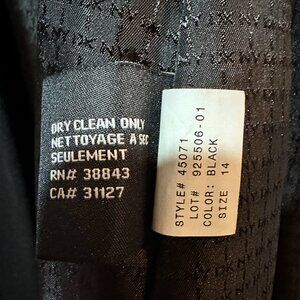 DRY CLEAN ONLY
NETTOYAGE A SEC
SEULEMENT
RN# 38843
CA# 31127
STYLE# 45071
LOT# 925506-01
COLOR: BLACK
SIZE 14
DKNY